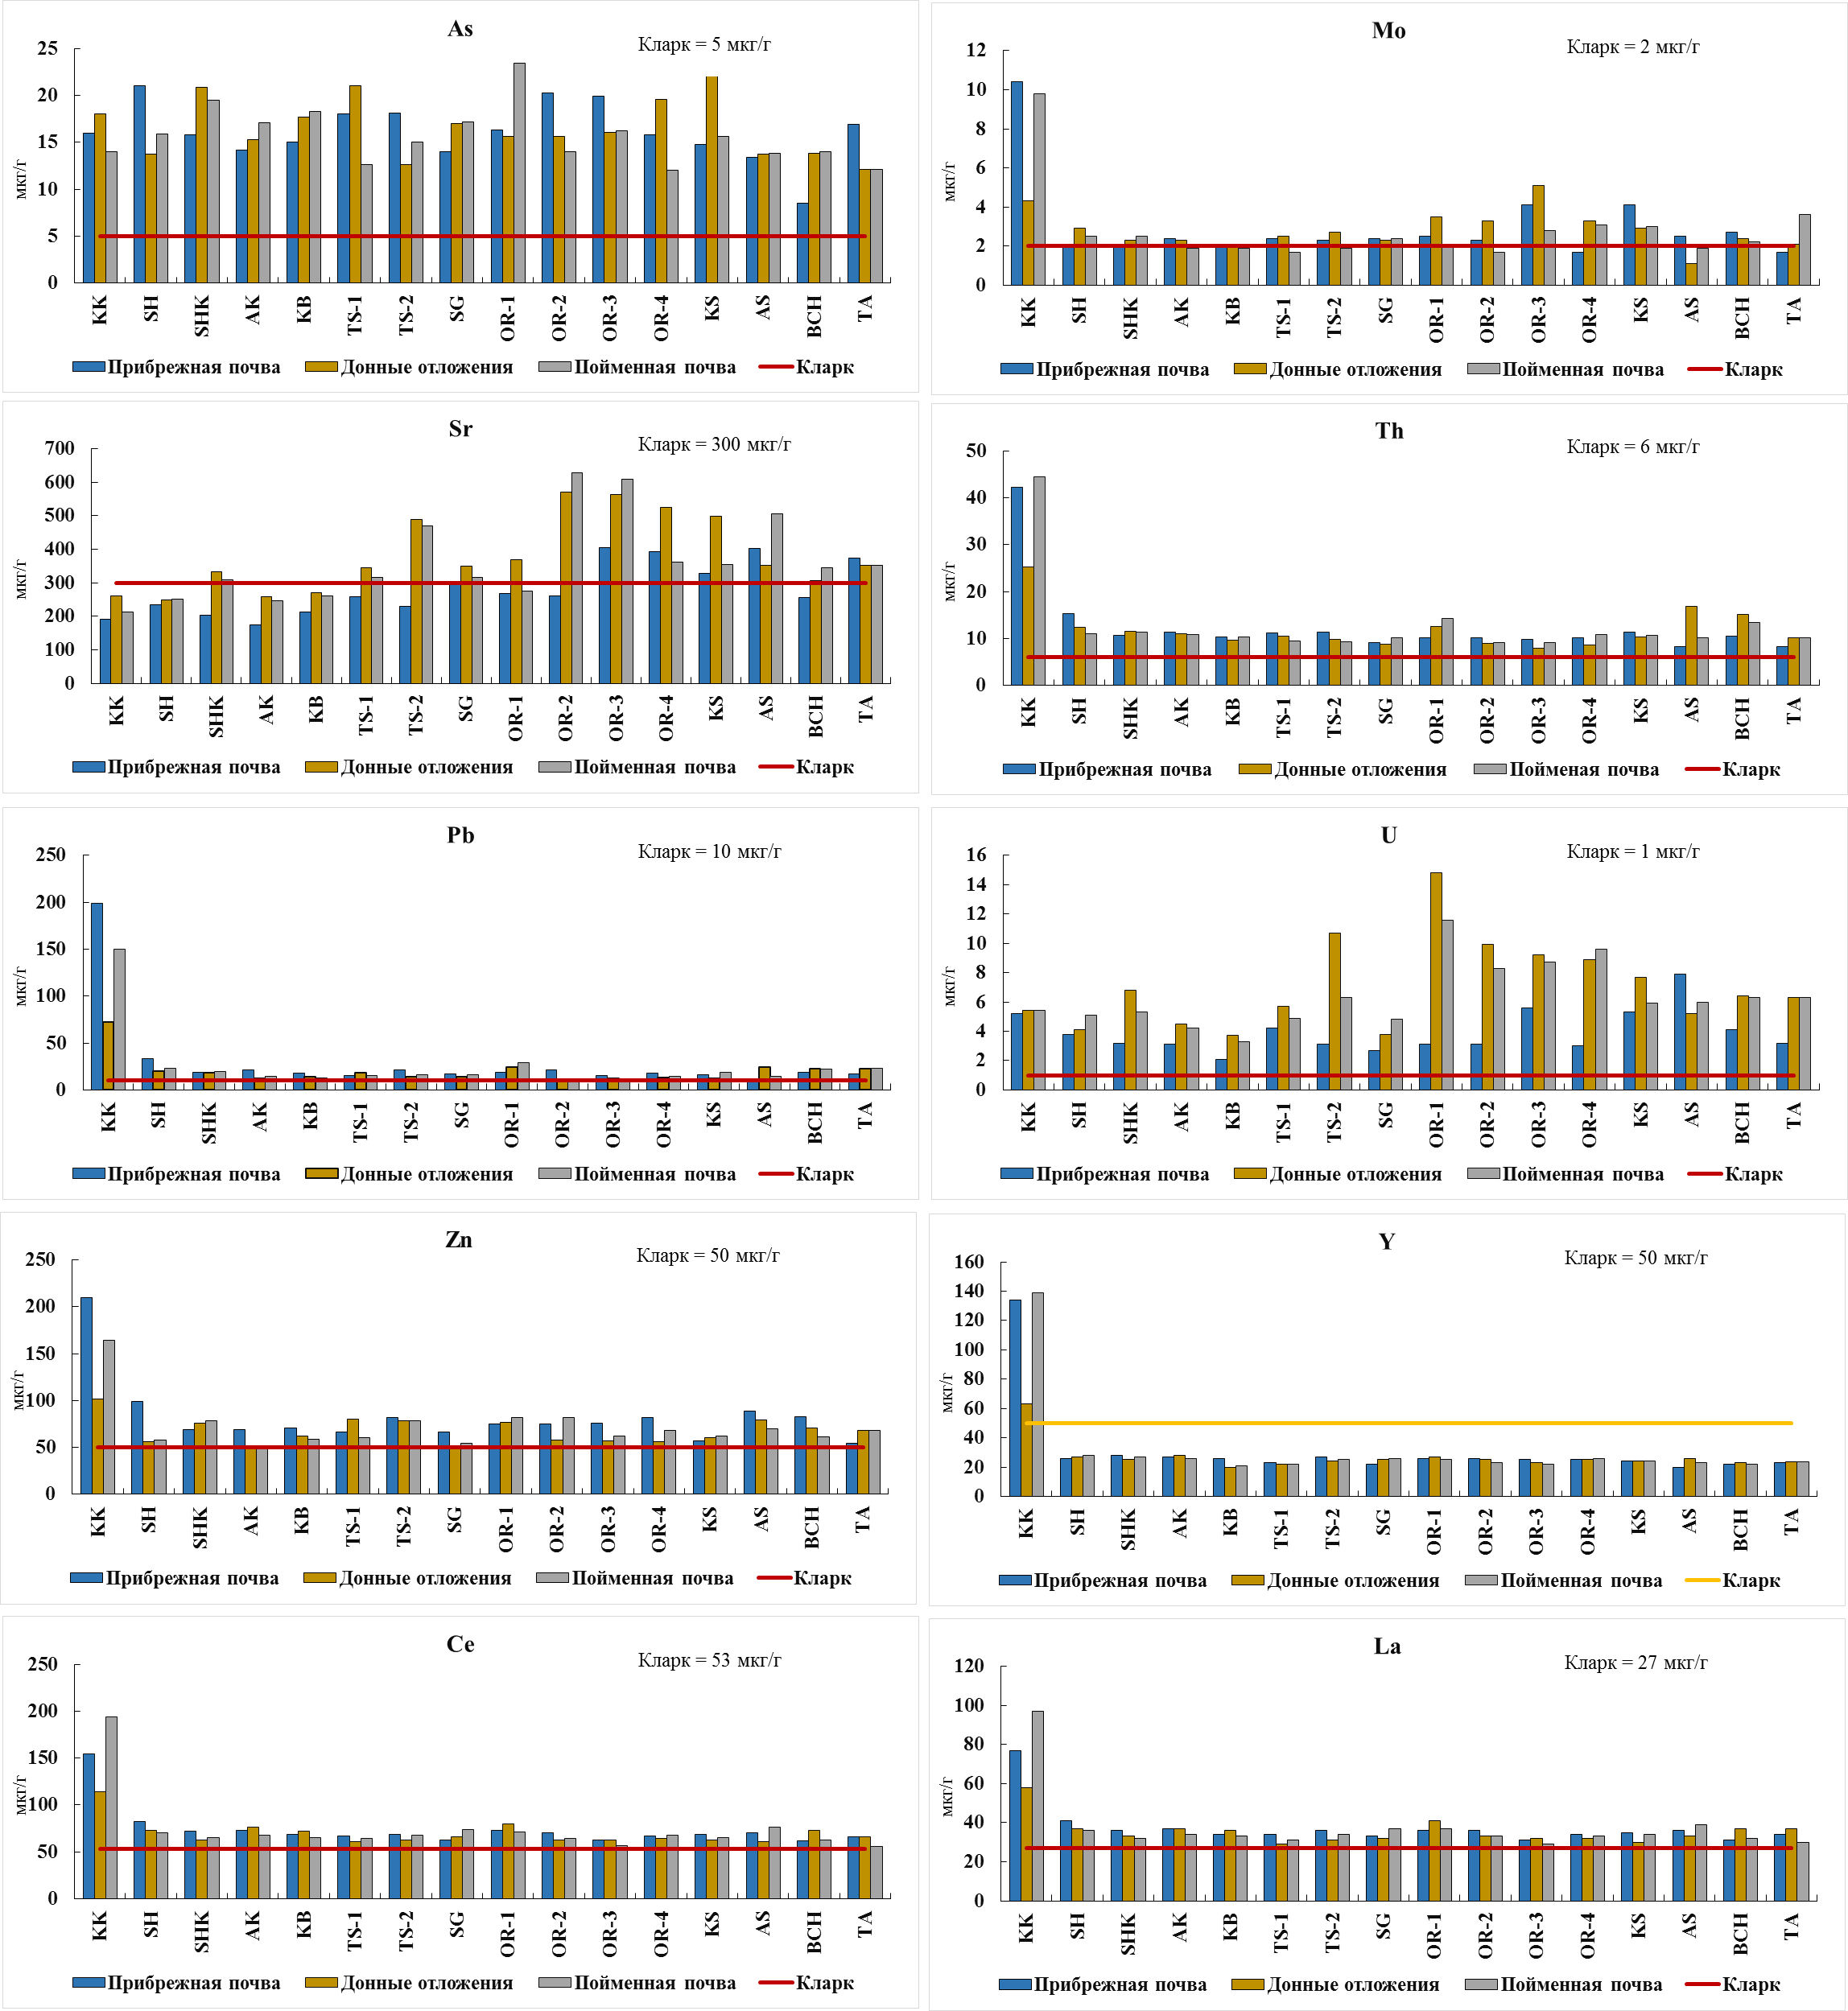 As
Кларк = 5 мкг/г
25
20
15
10
5
0
мкг/г
KK SH SHK AK KB TS-1 TS-2 SG OR-1 OR-2 OR-3 OR-4 KS AS BCH TA
Прибрежная почва Донные отложения Пойменная почва Кларк
Mo
Кларк = 2 мкг/г
12
10
8
6
4
2
0
мкг/г
KK SH SHK AK KB TS-1 TS-2 SG OR-1 OR-2 OR-3 OR-4 KS AS BCH TA
Прибрежная почва Донные отложения Пойменная почва Кларк
Sr
Кларк = 300 мкг/г
700
600
500
400
300
200
100
0
мкг/г
KK SH SHK AK KB TS-1 TS-2 SG OR-1 OR-2 OR-3 OR-4 KS AS BCH TA
Прибрежная почва Донные отложения Пойменная почва Кларк
Th
Кларк = 6 мкг/г
50
40
30
20
10
0
мкг/г
KK SH SHK AK KB TS-1 TS-2 SG OR-1 OR-2 OR-3 OR-4 KS AS BCH TA
Прибрежная почва Донные отложения Пойменая почва Кларк
Pb
Кларк = 10 мкг/г
250
200
150
100
50
0
мкг/г
KK SH SHK AK KB TS-1 TS-2 SG OR-1 OR-2 OR-3 OR-4 KS AS BCH TA
Прибрежная почва Донные отложения Пойменная почва Кларк
U
Кларк = 1 мкг/г
16
14
12
10
8
6
4
2
0
мкг/г
KK SH SHK AK KB TS-1 TS-2 SG OR-1 OR-2 OR-3 OR-4 KS AS BCH TA
Прибрежная почва Донные отложения Пойменная почва Кларк
Zn
Кларк = 50 мкг/г
250
200
150
100
50
0
мкг/г
KK SH SHK AK KB TS-1 TS-2 SG OR-1 OR-2 OR-3 OR-4 KS AS BCH TA
Прибрежная почва Донные отложения Пойменная почва Кларк
Y
Кларк = 50 мкг/г
160
140
120
100
80
60
40
20
0
мкг/г
KK SH SHK AK KB TS-1 TS-2 SG OR-1 OR-2 OR-3 OR-4 KS AS BCH TA
Прибрежная почва Донные отложения Пойменная почва Кларк
Ce
Кларк = 53 мкг/г
250
200
150
100
50
0
мкг/г
KK SH SHK AK KB TS-1 TS-2 SG OR-1 OR-2 OR-3 OR-4 KS AS BCH TA
Прибрежная почва Донные отложения Пойменная почва Кларк
La
Кларк = 27 мкг/г
120
100
80
60
40
20
0
мкг/г
KK SH SHK AK KB TS-1 TS-2 SG OR-1 OR-2 OR-3 OR-4 KS AS BCH TA
Прибрежная почва Донные отложения Пойменная почва Кларк